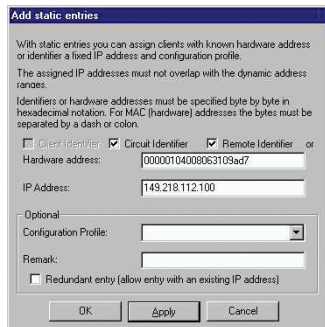 Add static entries
With static entries you can assign clients with known hardware address
or identifier a fixed IP address and configuration profile.
The assigned IP addresses must not overlap with the dynamic address
ranges.
Identifiers or hardware addresses must be specified byte by byte in
hexadecimal notation. For MAC (hardware) addresses the bytes must be
separated by a dash or colon.
Client Identifier Circuit Identifier Remote Identifier or
Hardware address: 00000104008063109ad7
IP Address: 149.218.112.100
Optional
Configuration Profile:
Remark:
Redundant entry (allow entry with an existing IP address)
OK Apply Cancel